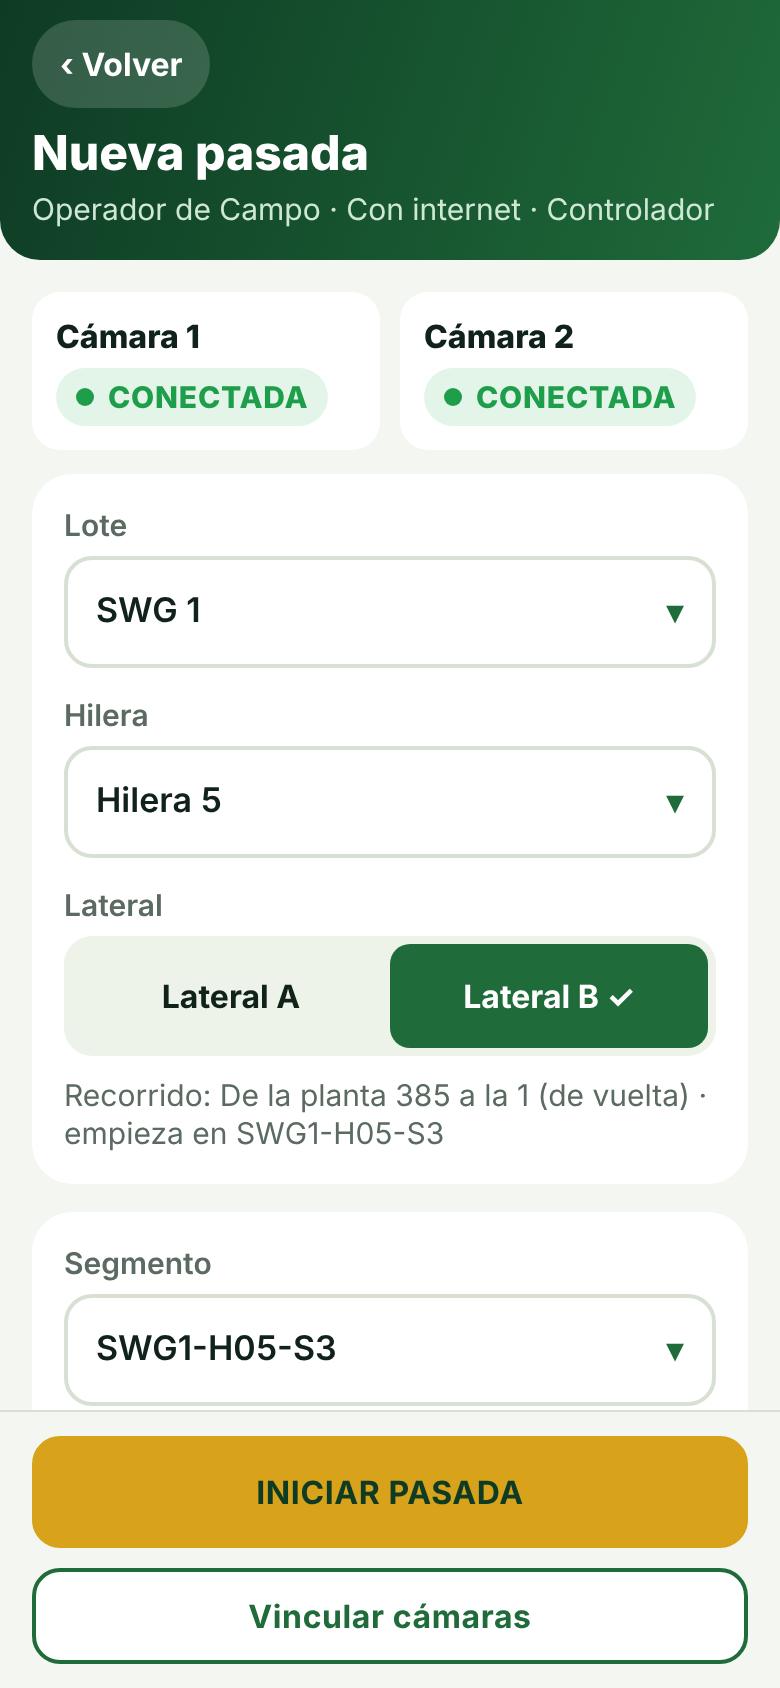 ‹ Volver
Nueva pasada
Operador de Campo · Con internet · Controlador
Cámara 1
CONECTADA
Cámara 2
CONECTADA
Lote
SWG 1 ▼
Hilera
Hilera 5 ▼
Lateral
Lateral A
Lateral B ✓
Recorrido: De la planta 385 a la 1 (de vuelta) ·
empieza en SWG1-H05-S3
Segmento
SWG1-H05-S3 ▼
INICIAR PASADA
Vincular cámaras